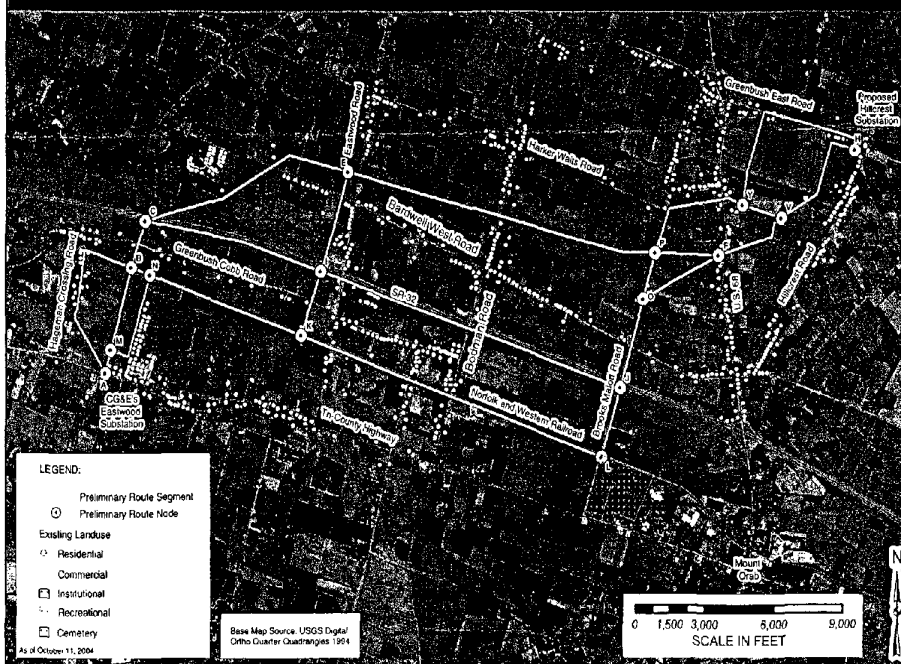 Eastwood Road
Greenbush East Road
Proposed
Hillcrest
Substation
Harker Waits Road
Bardwell West Road
Hageman Crossing Road
Greenbush Cobb Road
SR-32
Bodman Road
U.S. 68
Hillcrest Road
Brooks Malott Road
Norfolk and Western Railroad
Tri-County Highway
CG&E's
Eastwood
Substation
B
N
M
A
K
P
O
L
V
H
Mount
Orab
LEGEND:
Preliminary Route Segment
Preliminary Route Node
Existing Landuse
Residential
Commercial
Institutional
Recreational
Cemetery
As of October 11, 2004
Base Map Source: USGS Digital
Ortho Quarter Quadrangles 1994
N
0 1,500 3,000 6,000 9,000
SCALE IN FEET